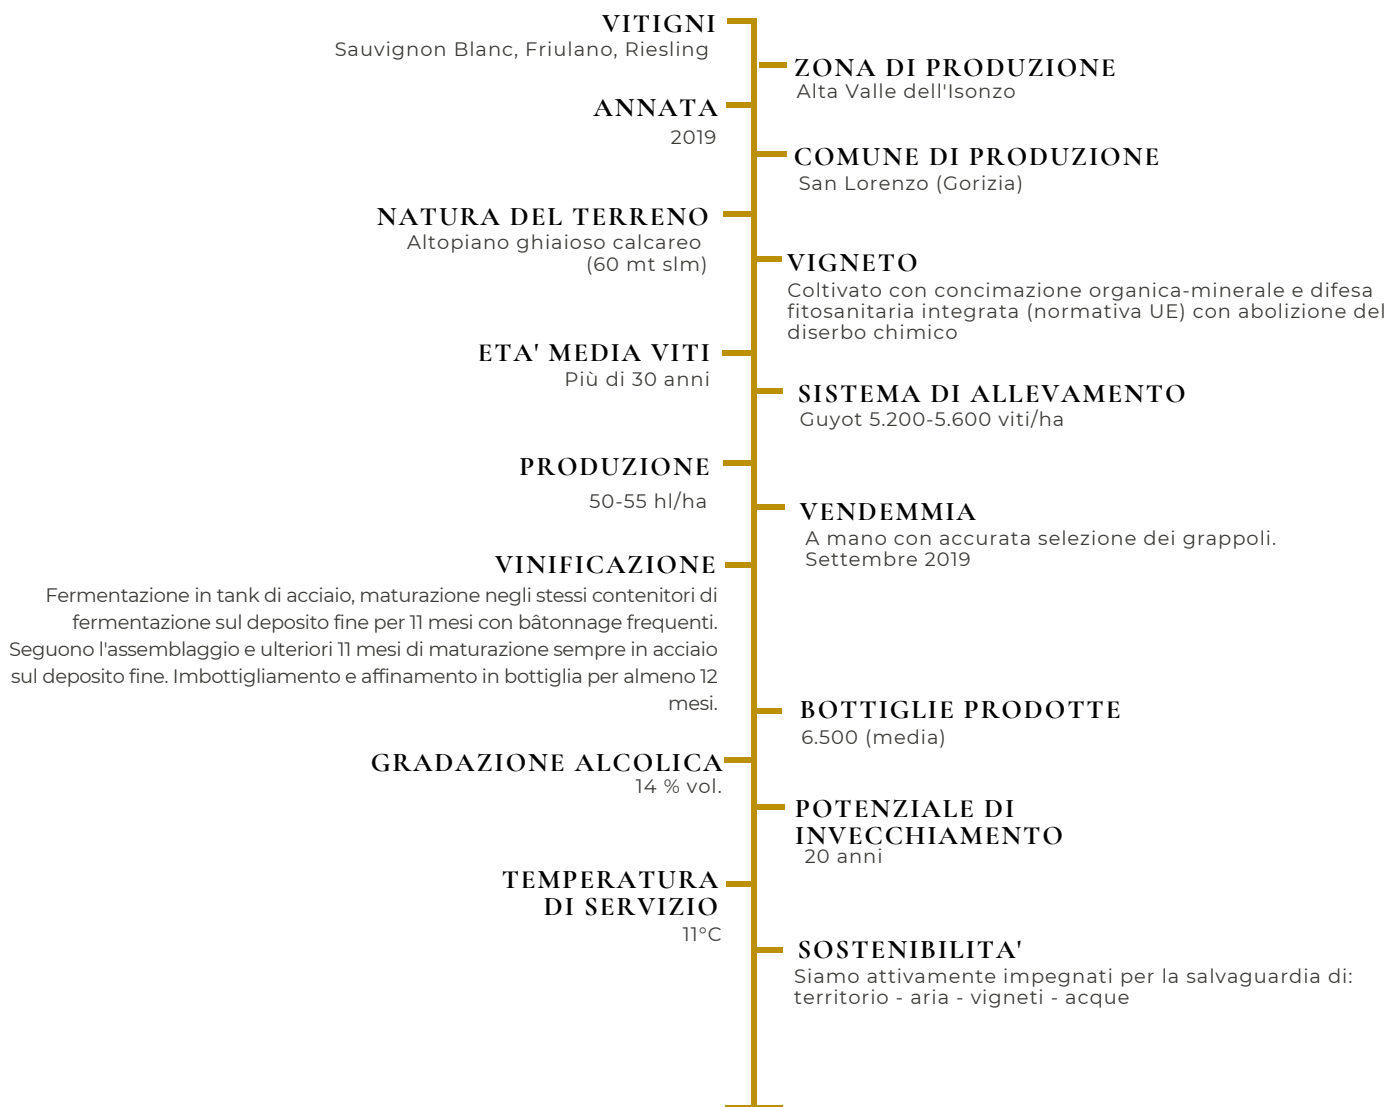 VITIGNI
Sauvignon Blanc, Friulano, Riesling
ZONA DI PRODUZIONE
Alta Valle dell'Isonzo
ANNATA
2019
COMUNE DI PRODUZIONE
San Lorenzo (Gorizia)
NATURA DEL TERRENO
Altopiano ghiaioso calcareo
(60 mt slm)
VIGNETO
Coltivato con concimazione organica-minerale e difesa
fitosanitaria integrata (normativa UE) con abolizione del
diserbo chimico
ETA' MEDIA VITI
Più di 30 anni
SISTEMA DI ALLEVAMENTO
Guyot 5.200-5.600 viti/ha
PRODUZIONE
50-55 hl/ha
VENDEMMIA
A mano con accurata selezione dei grappoli.
Settembre 2019
VINIFICAZIONE
Fermentazione in tank di acciaio, maturazione negli stessi contenitori di
fermentazione sul deposito fine per 11 mesi con bâtonnage frequenti.
Seguono l'assemblaggio e ulteriori 11 mesi di maturazione sempre in acciaio
sul deposito fine. Imbottigliamento e affinamento in bottiglia per almeno 12
mesi.
BOTTIGLIE PRODOTTE
6.500 (media)
GRADAZIONE ALCOLICA
14 % vol.
POTENZIALE DI
INVECCHIAMENTO
20 anni
TEMPERATURA
DI SERVIZIO
11°C
SOSTENIBILITA'
Siamo attivamente impegnati per la salvaguardia di:
territorio - aria - vigneti - acque